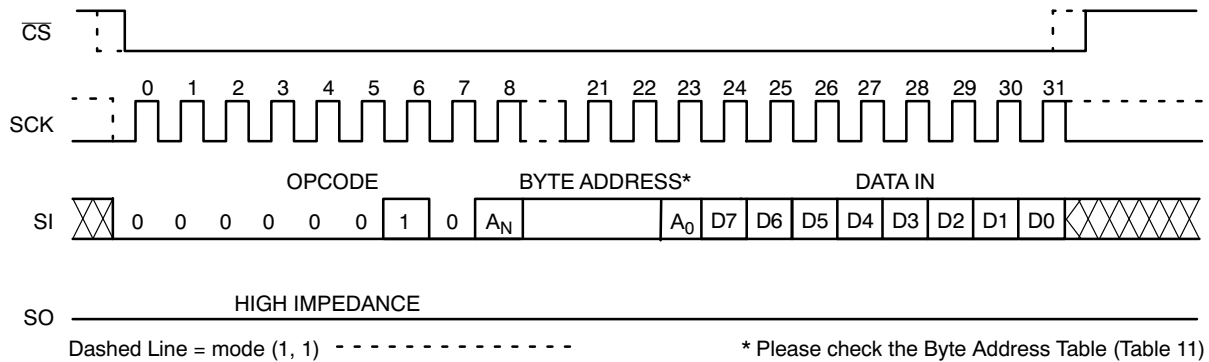 CS
0 1 2 3 4 5 6 7 8 21 22 23 24 25 26 27 28 29 30 31
SCK
OPCODE BYTE ADDRESS* DATA IN
SI 0 0 0 0 0 0 1 0 AN A0 D7 D6 D5 D4 D3 D2 D1 D0
HIGH IMPEDANCE
SO
Dashed Line = mode (1, 1) * Please check the Byte Address Table (Table 11)